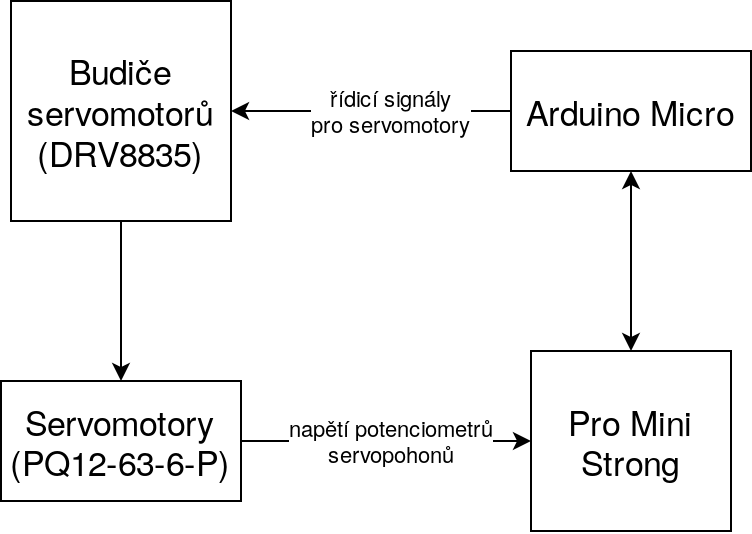 Budiče
servomotorů
(DRV8835)
řídicí signály
pro servomotory
Arduino Micro
Servomotory
(PQ12-63-6-P)
napětí potenciometrů
servopohonů
Pro Mini
Strong